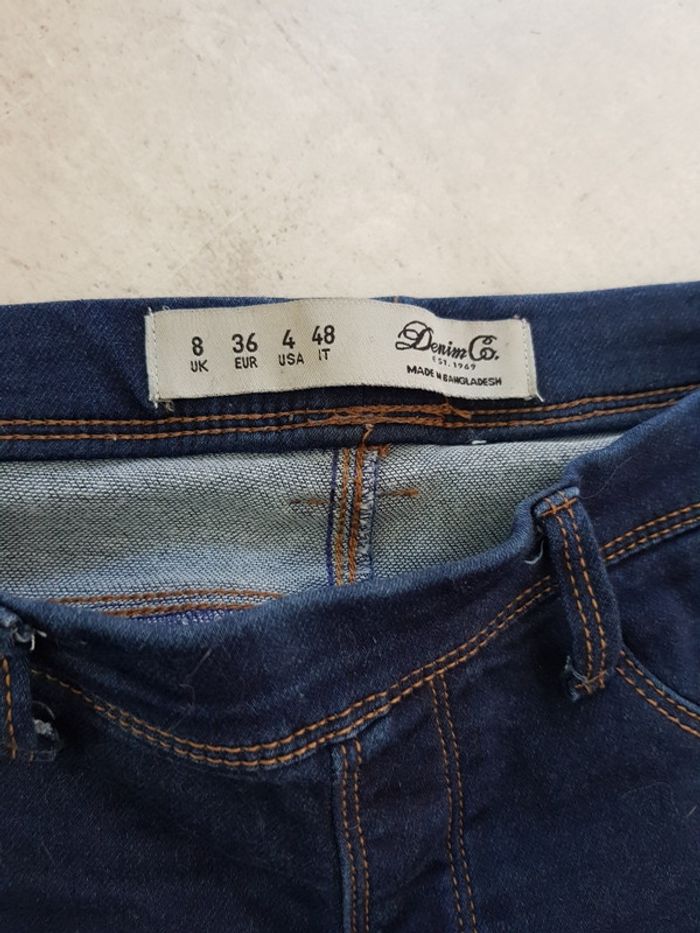 8 36 4 48
UK EUR USA IT
Denim Co.
EST. 1969
MADE IN BANGLADESH